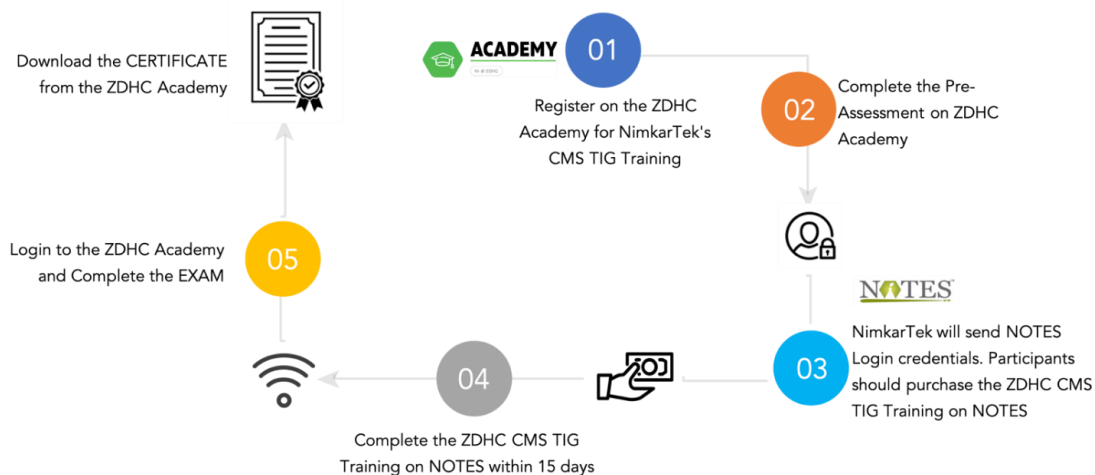 ACADEMY
01
Register on the ZDHC
Academy for NimkarTek's
CMS TIG Training
02
Complete the Pre-
Assessment on ZDHC
Academy
NOTES
03
NimkarTek will send NOTES
Login credentials. Participants
should purchase the ZDHC CMS
TIG Training on NOTES
04
Complete the ZDHC CMS TIG
Training on NOTES within 15 days
05
Login to the ZDHC Academy
and Complete the EXAM
Download the CERTIFICATE
from the ZDHC Academy